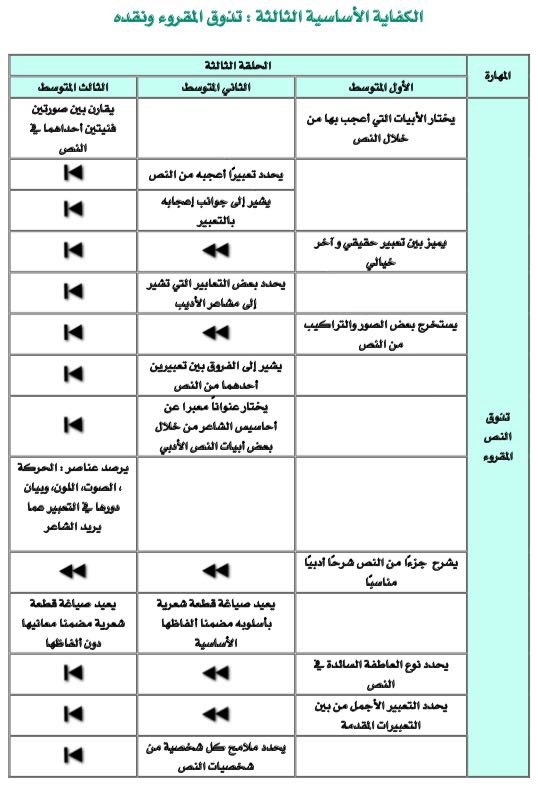 الكفاية الأساسية الثالثة : تذوق المقروء ونقده
المهارة
الحلقة الثالثة
الأول المتوسط
الثاني المتوسط
الثالث المتوسط
تذوق
النص
المقروء
يختار الأبيات التي أعجب بها من
خلال النص
يقارن بين صورتين
فنيتين أحداهما في
النص
يحدد تعبيرًا أعجبه من النص
يشير إلى جوانب إعجابه
بالتعبير
يميز بين تعبير حقيقي و آخر
خيالي
يحدد بعض التعابير التي تشير
إلى مشاعر الأديب
يستخرج بعض الصور والتراكيب
من النص
يشير إلى الفروق بين تعبيرين
أحدهما من النص
يختار عنواناً معبرا عن
أحاسيس الشاعر من خلال
بعض أبيات النص الأدبي
يرصد عناصر : الحركة
، الصوت، اللون، وبيان
دورها في التعبير عما
يريد الشاعر
يشرح جزءًا من النص شرحًا أدبيًا
مناسبًا
يعيد صياغة قطعة شعرية
بأسلوبه مضمنا ألفاظها
الأساسية
يعيد صياغة قطعة
شعرية مضمنا معانيها
دون ألفاظها
يحدد نوع العاطفة السائدة في
النص
يحدد التعبير الأجمل من بين
التعبيرات المقدمة
يحدد ملامح كل شخصية من
شخصيات النص